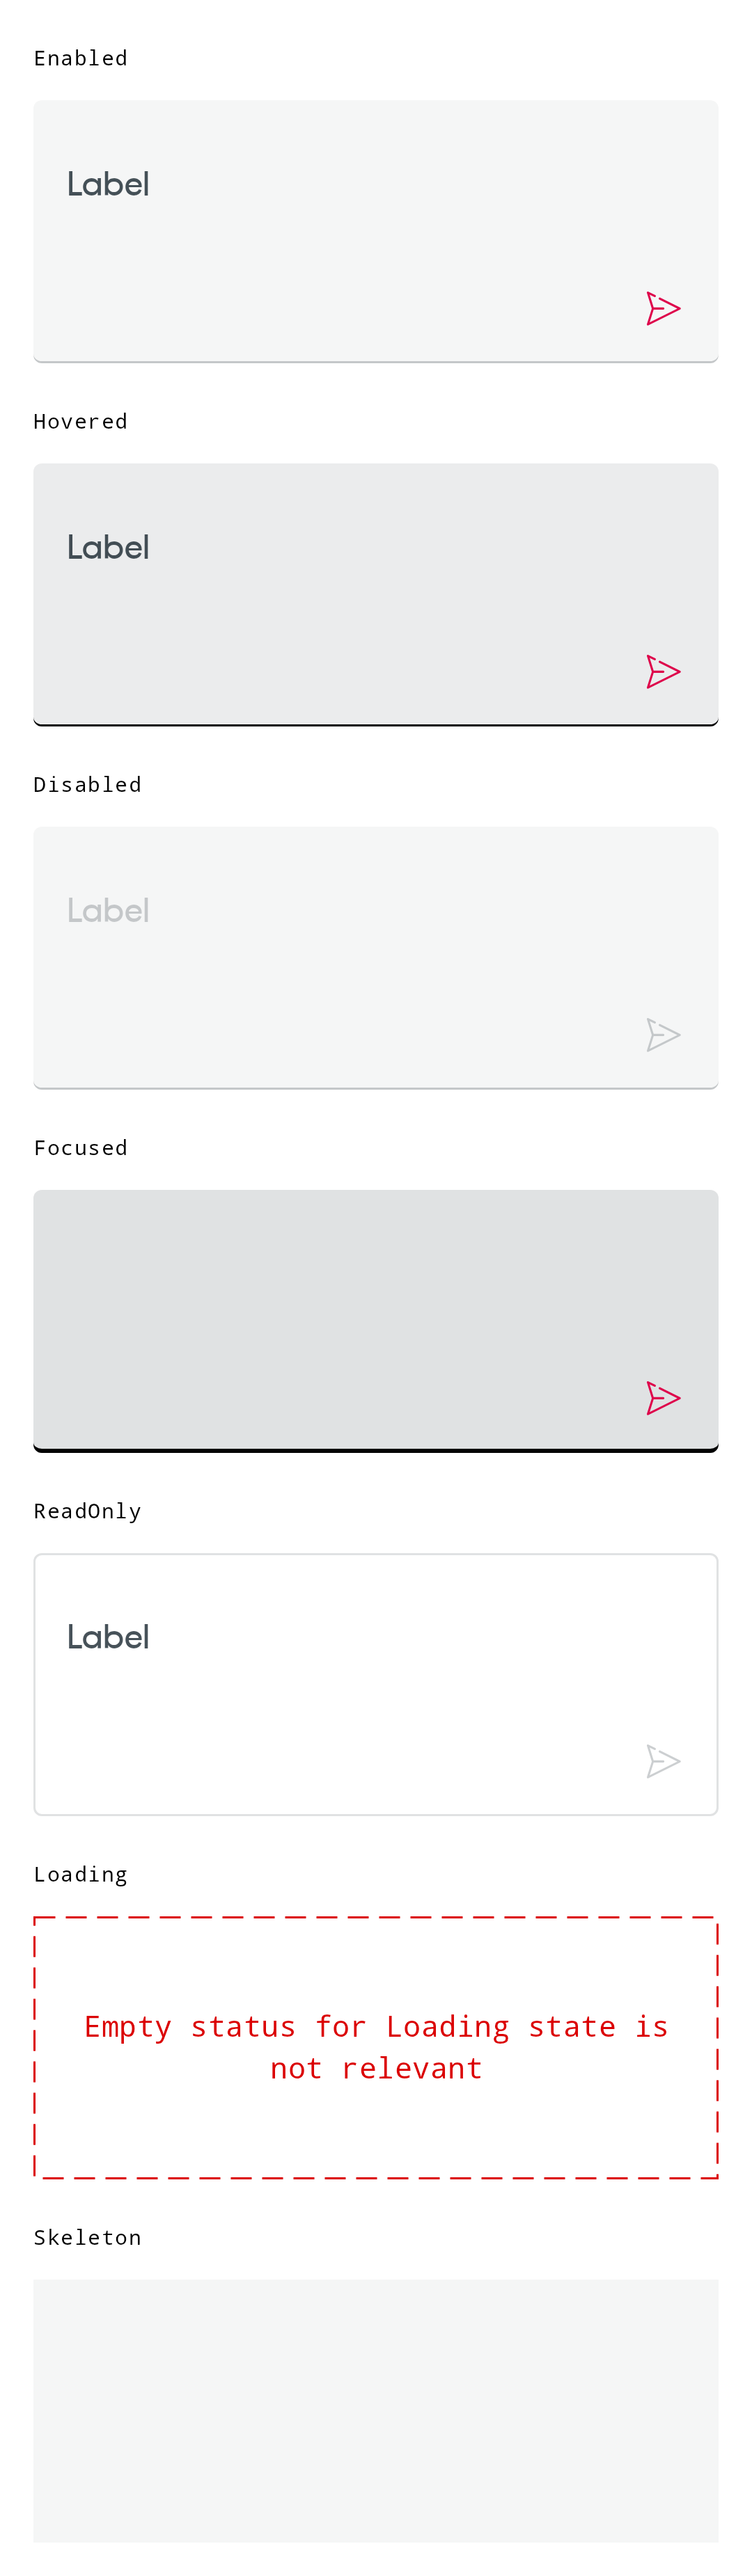 Enabled
Label
Hovered
Label
Disabled
Label
Focused
ReadOnly
Label
Loading
Empty status for Loading state is
not relevant
Skeleton